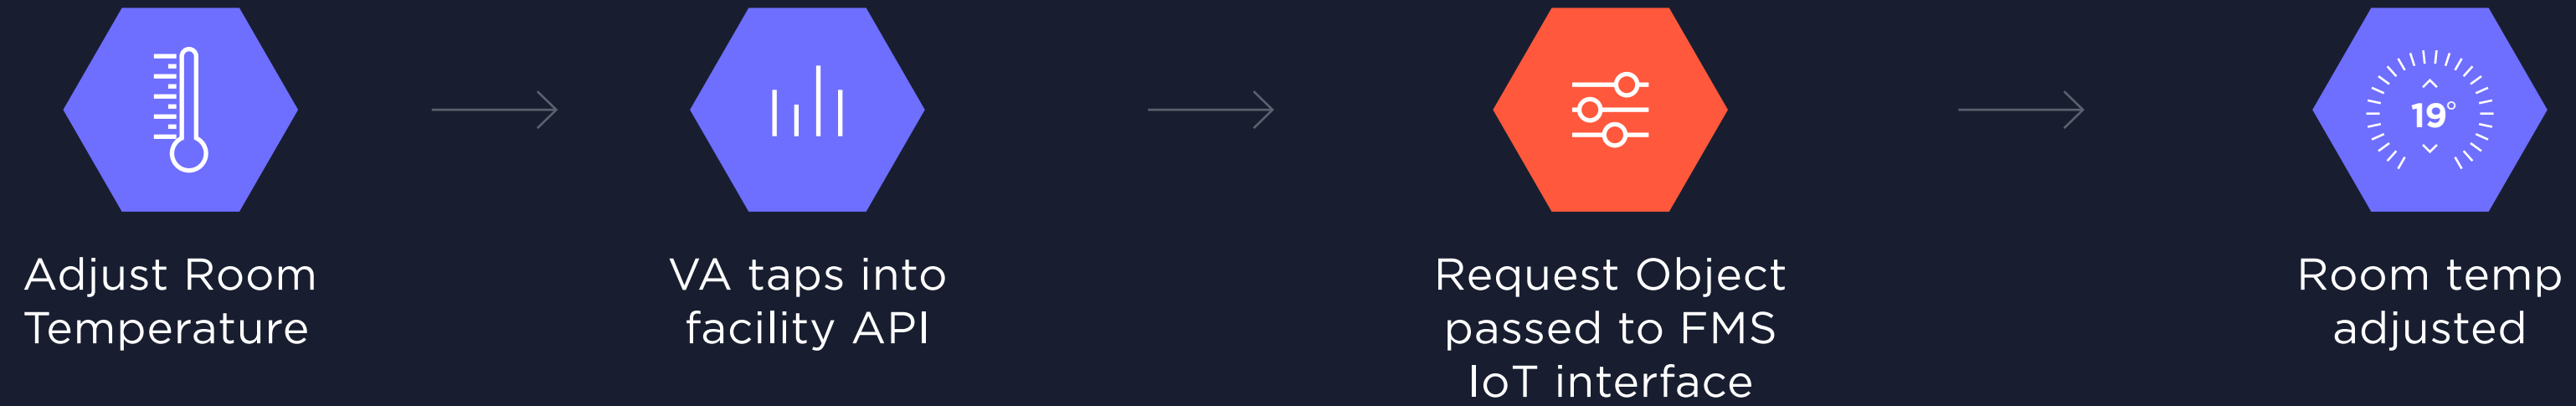 Adjust Room
Temperature
VA taps into
facility API
Request Object
passed to FMS
IoT interface
19°
Room temp
adjusted